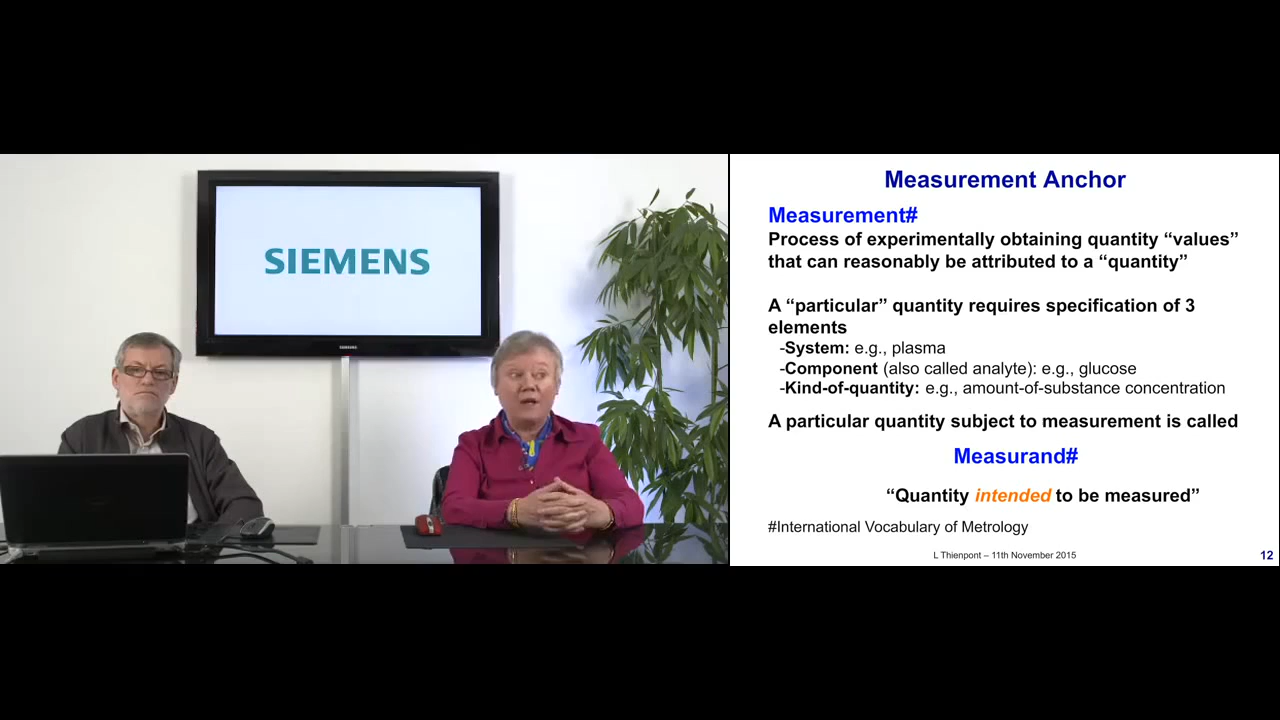 SIEMENS
SAMSUNG
Measurement Anchor
Measurement#
Process of experimentally obtaining quantity “values”
that can reasonably be attributed to a “quantity”
A “particular” quantity requires specification of 3
elements
-System: e.g., plasma
-Component (also called analyte): e.g., glucose
-Kind-of-quantity: e.g., amount-of-substance concentration
A particular quantity subject to measurement is called
Measurand#
“Quantity intended to be measured”
#International Vocabulary of Metrology
L Thienpont – 11th November 2015
12